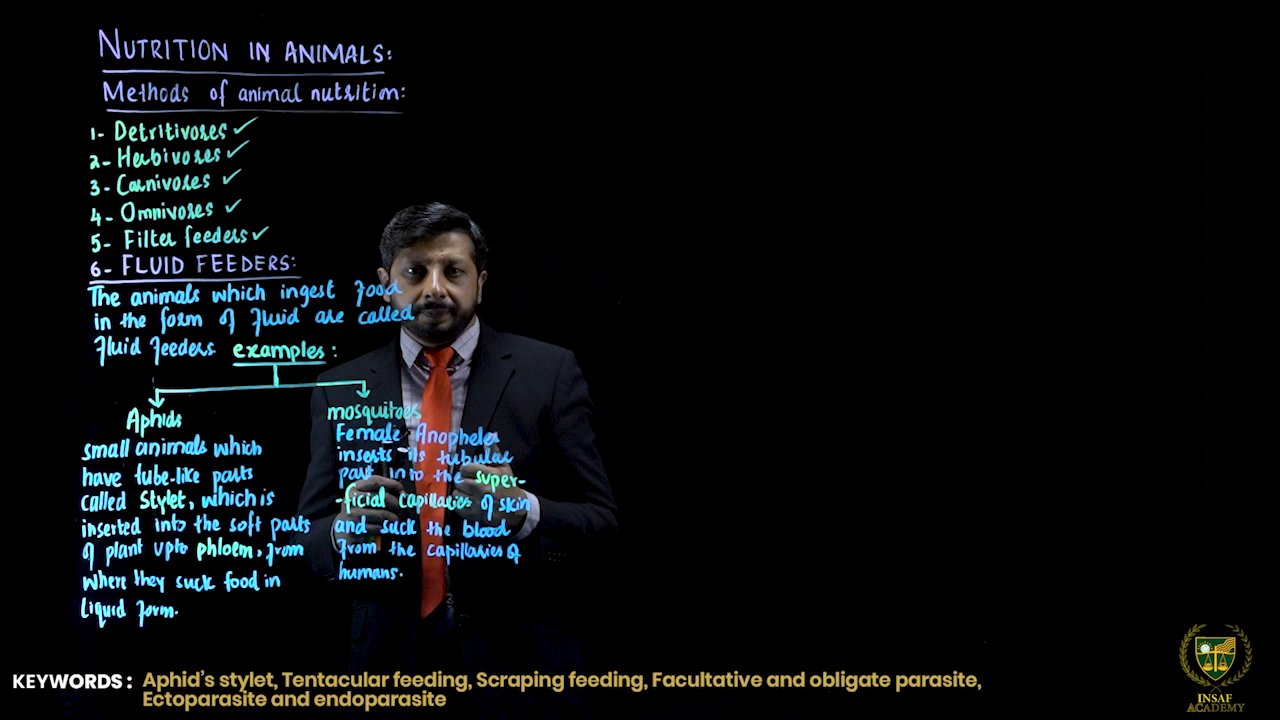 NUTRITION IN ANIMALS:
Methods of animal nutrition:
1- Detritivores ✓
2- Herbivores ✓
3- Carnivores ✓
4- Omnivores ✓
5- Filter feeders ✓
6- FLUID FEEDERS:
The animals which ingest food
in the form of fluid are called
fluid feeders examples:
Aphids
small animals which
have tube-like parts
called Stylet, which is
inserted into the soft parts
of plant upto phloem, from
where they suck food in
liquid form.
mosquitoes
Female Anopheles
inserts its tubular
part into the super-
-ficial capillaries of skin
and suck the blood
from the capillaries of
humans.
KEYWORDS: Aphid's stylet, Tentacular feeding, Scraping feeding, Facultative and obligate parasite,
Ectoparasite and endoparasite
INSAF
ACADEMY